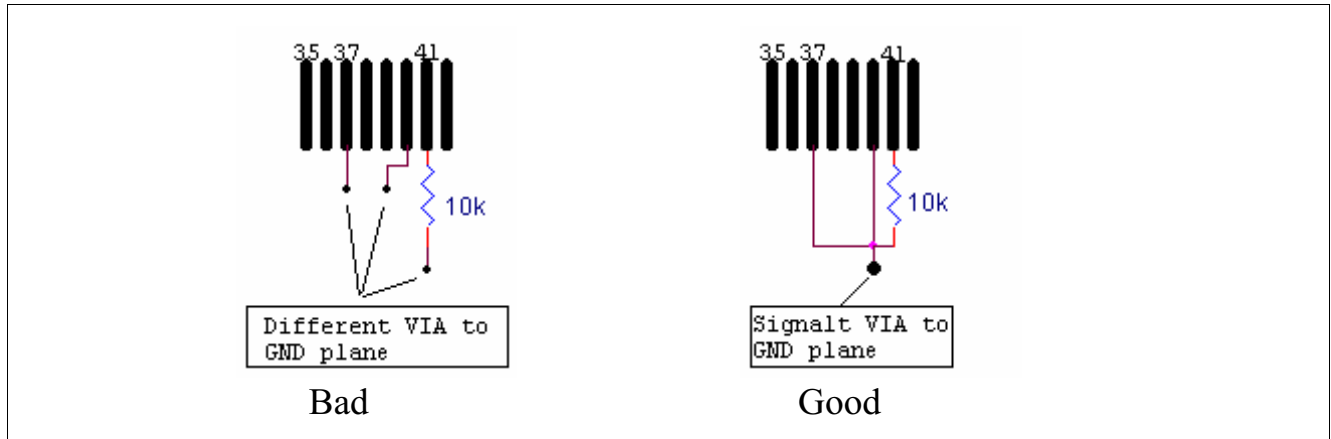 35 37 41
10k
Different VIA to
GND plane
Bad
35 37 41
10k
Signalt VIA to
GND plane
Good